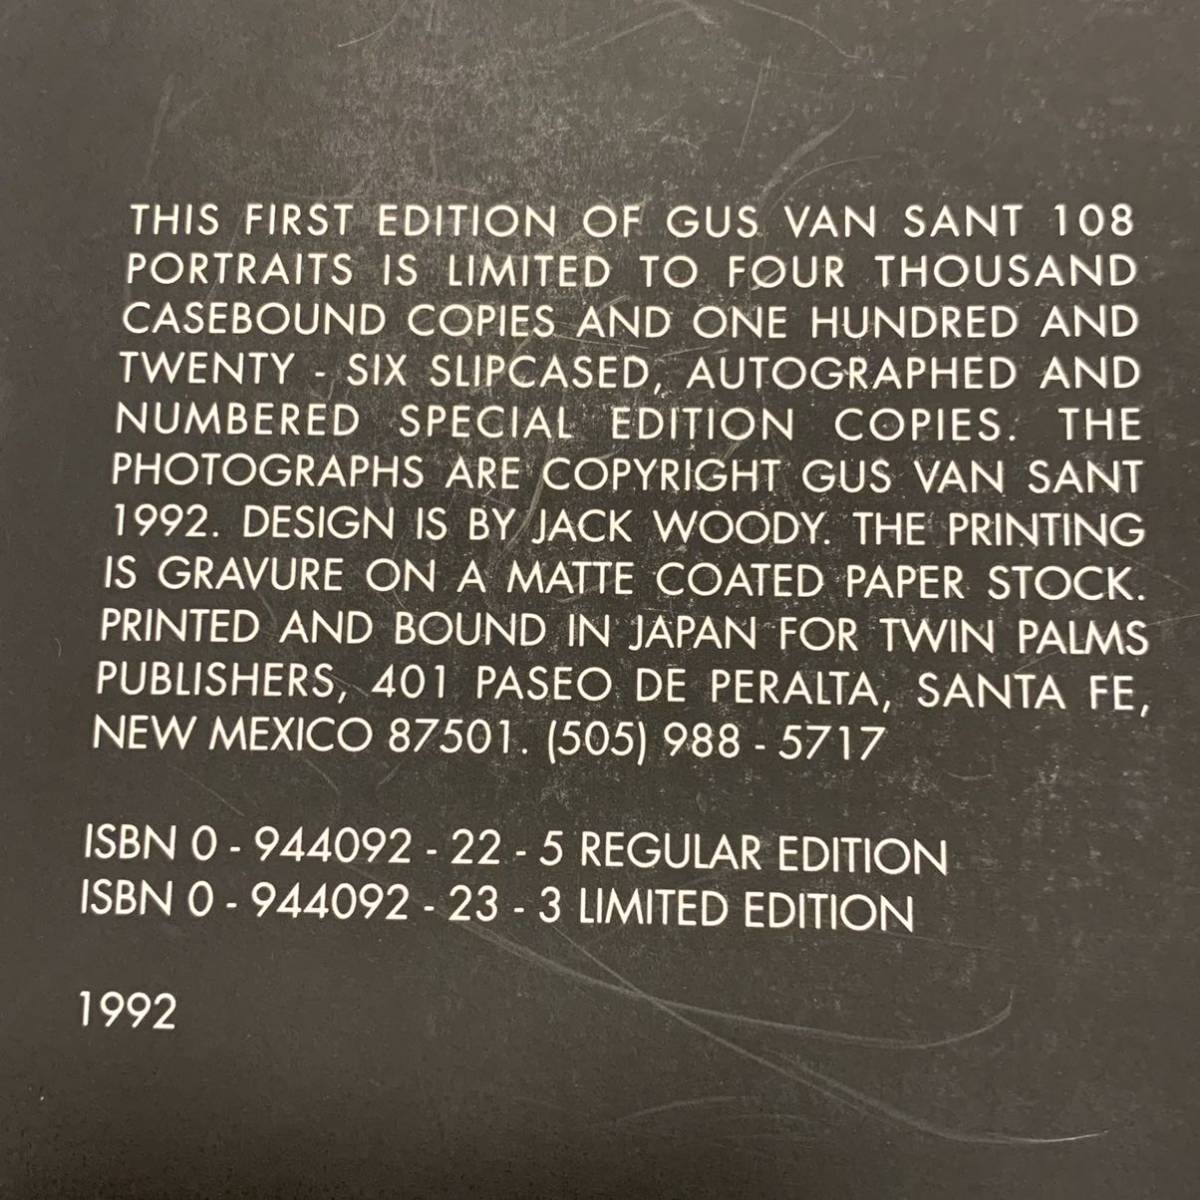 THIS FIRST EDITION OF GUS VAN SANT 108
PORTRAITS IS LIMITED TO FOUR THOUSAND
CASEBOUND COPIES AND ONE HUNDRED AND
TWENTY - SIX SLIPCASED, AUTOGRAPHED AND
NUMBERED SPECIAL EDITION COPIES. THE
PHOTOGRAPHS ARE COPYRIGHT GUS VAN SANT
1992. DESIGN IS BY JACK WOODY. THE PRINTING
IS GRAVURE ON A MATTE COATED PAPER STOCK.
PRINTED AND BOUND IN JAPAN FOR TWIN PALMS
PUBLISHERS, 401 PASEO DE PERALTA, SANTA FE,
NEW MEXICO 87501. (505) 988 - 5717
ISBN 0 - 944092 - 22 - 5 REGULAR EDITION
ISBN 0 - 944092 - 23 - 3 LIMITED EDITION
1992